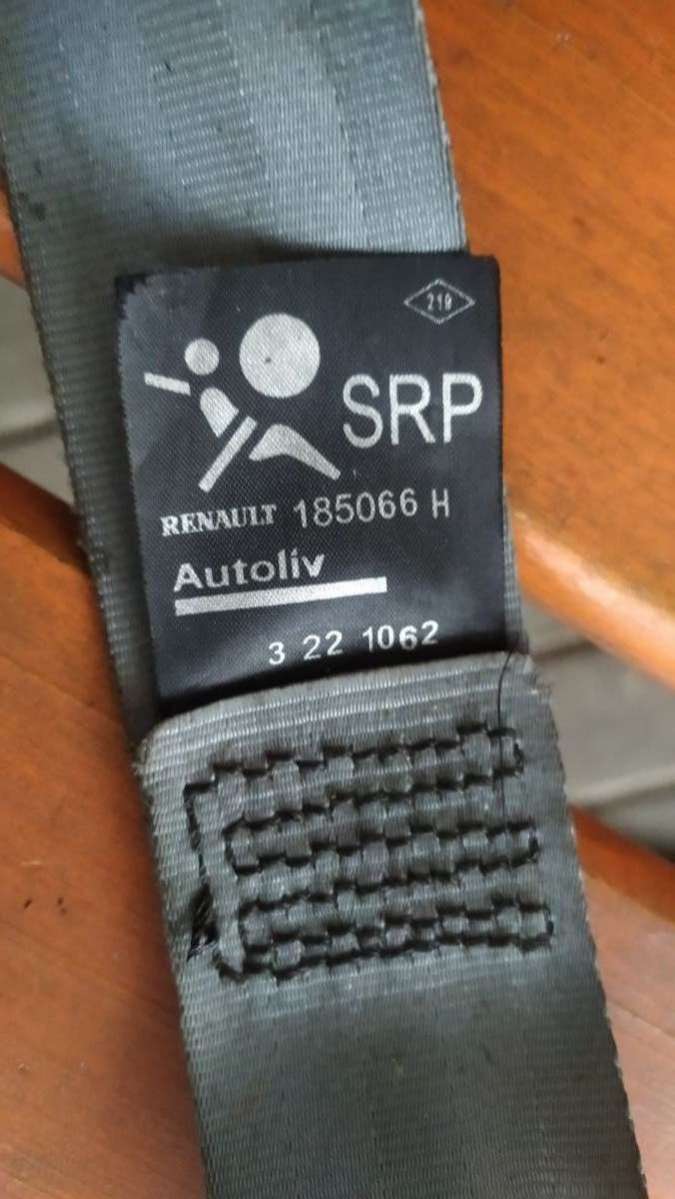 219
SRP
RENAULT 185066 H
Autoliv
3 22 1062